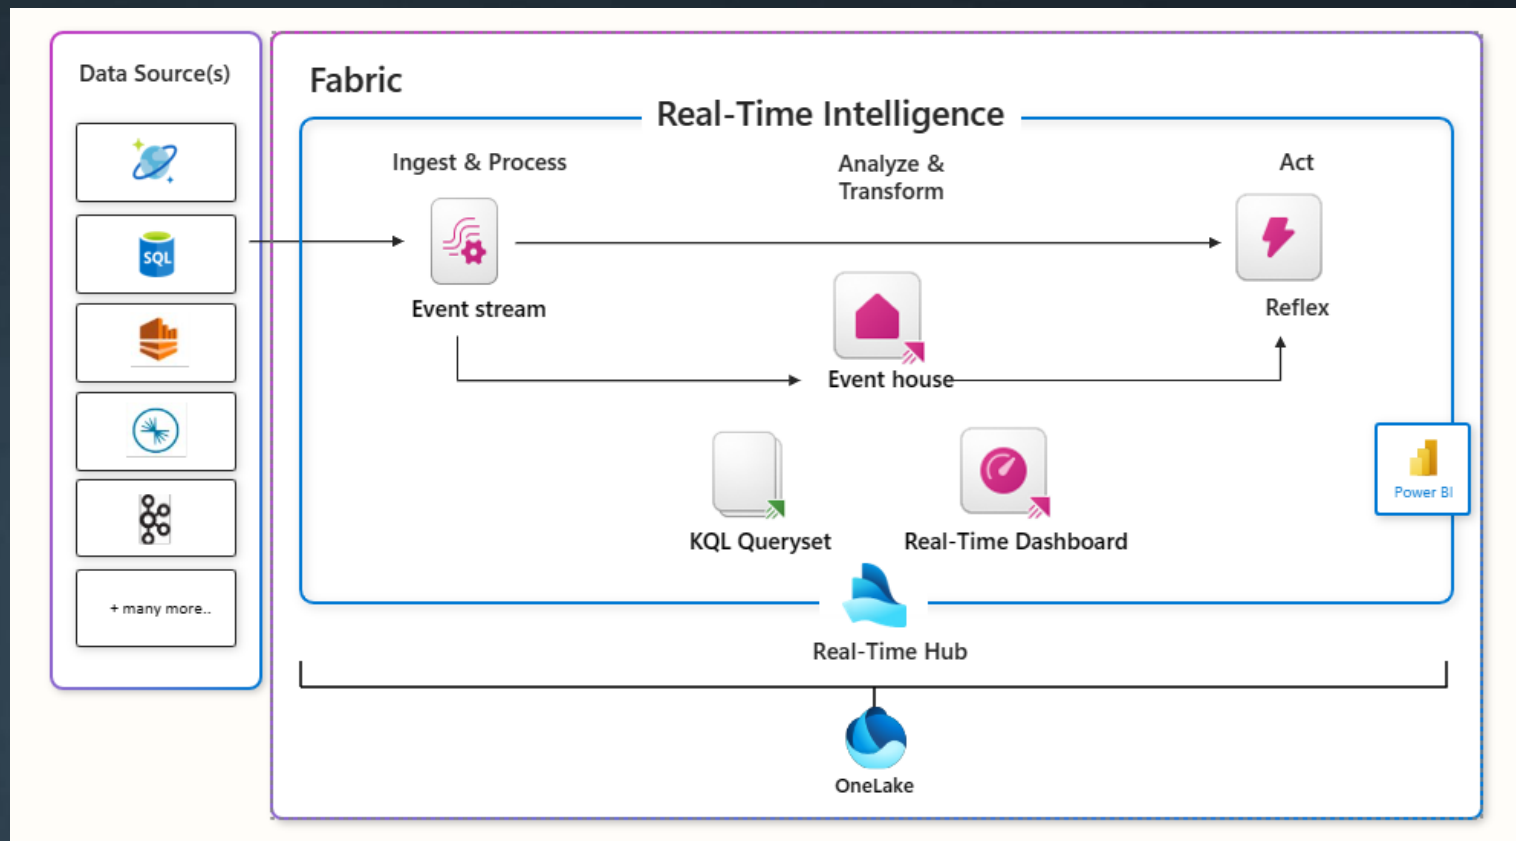 Data Source(s)
SQL
+ many more..
Fabric
Real-Time Intelligence
Ingest & Process
Analyze &
Transform
Act
Event stream
Event house
Reflex
KQL Queryset
Real-Time Dashboard
Power BI
Real-Time Hub
OneLake